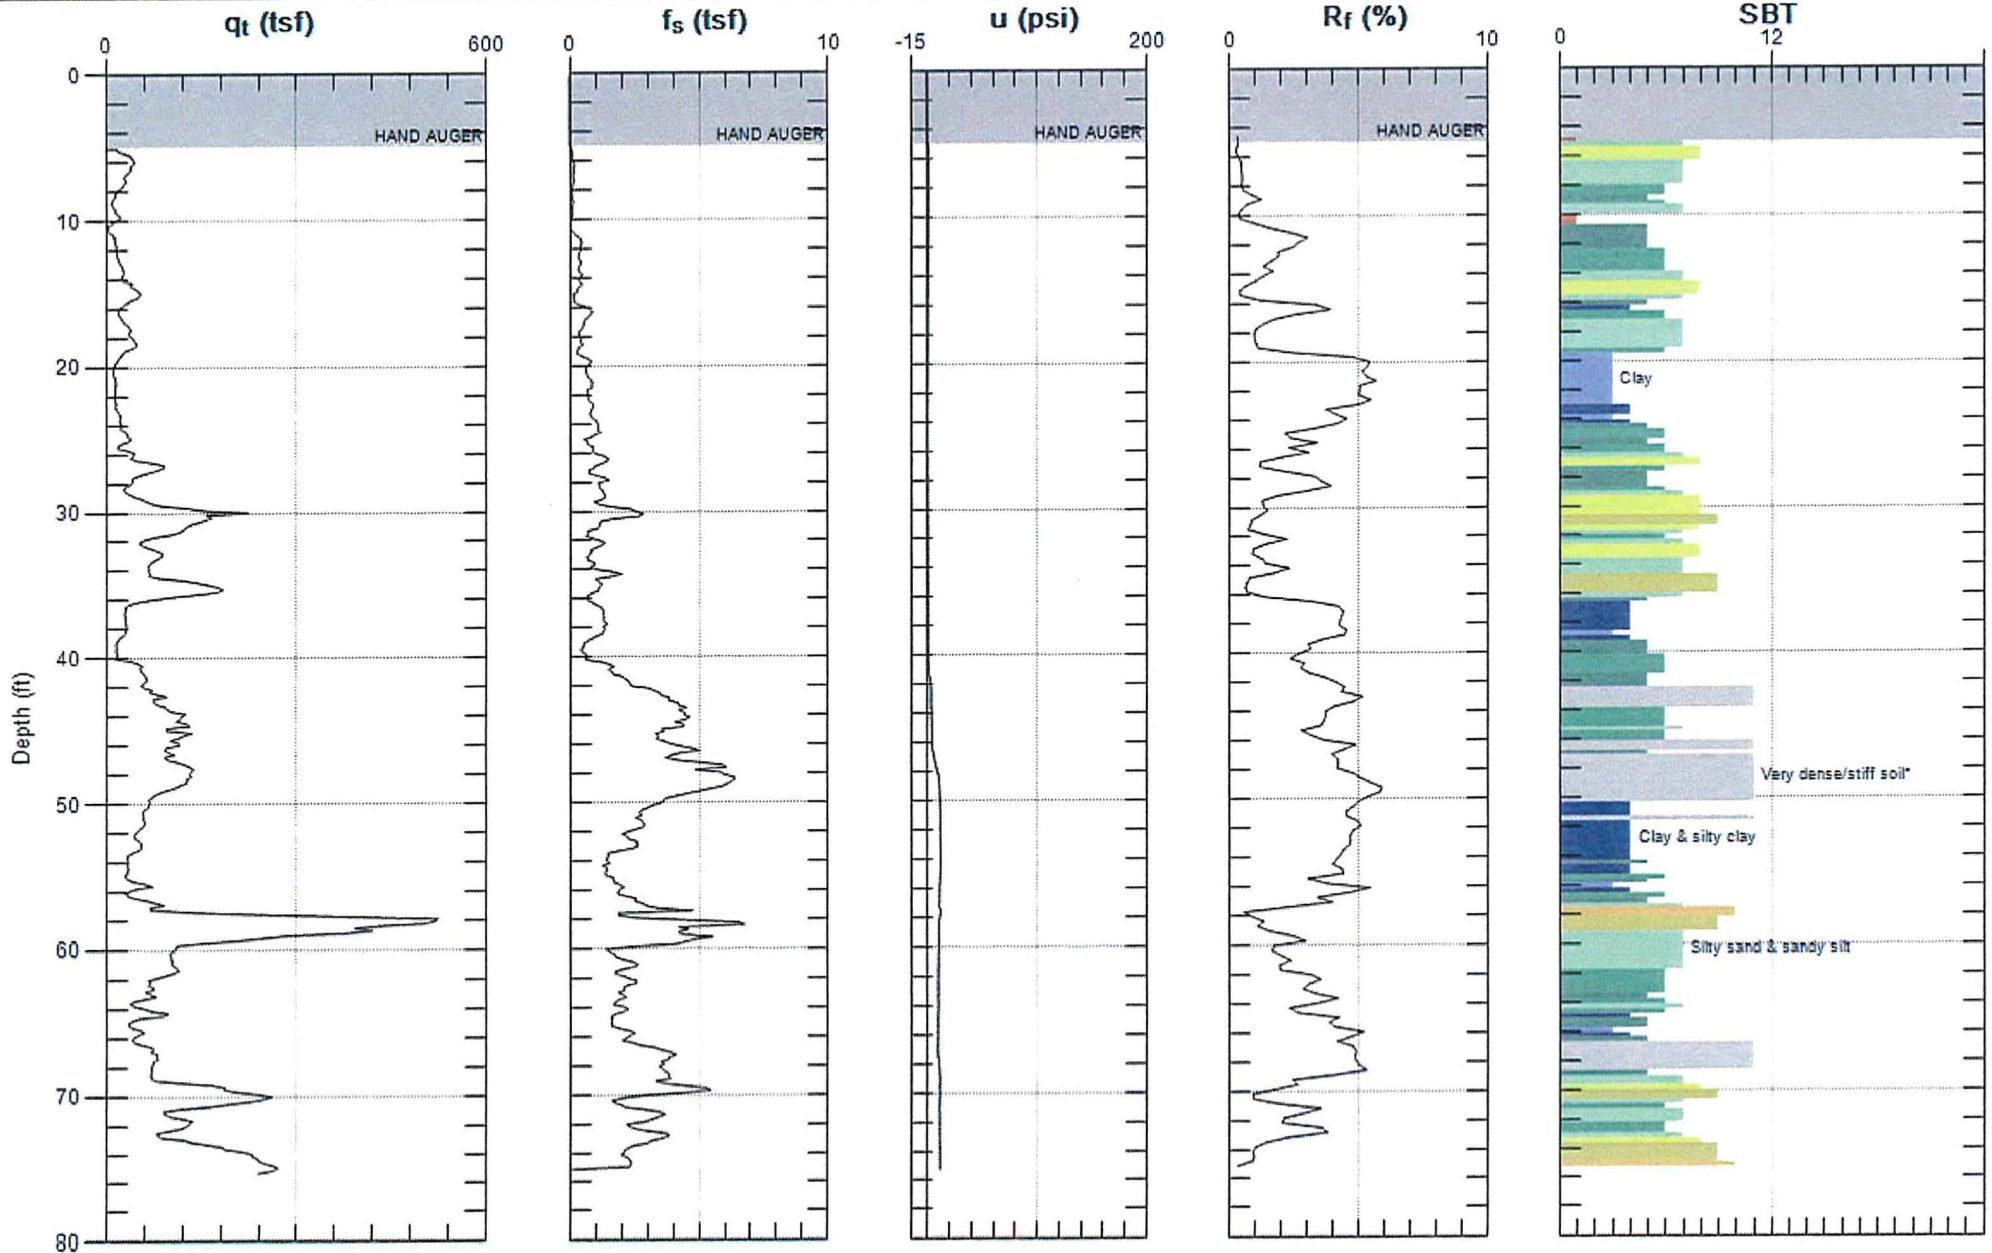 qt (tsf) fs (tsf) u (psi) Rf (%) SBT
0 600 0 10 -15 200 0 10 0 12
0
HAND AUGER HAND AUGER HAND AUGER HAND AUGER
10
20
Clay
30
40
Depth (ft)
Very dense/stiff soil*
50
Clay & silty clay
60
Silty sand & sandy silt
70
80